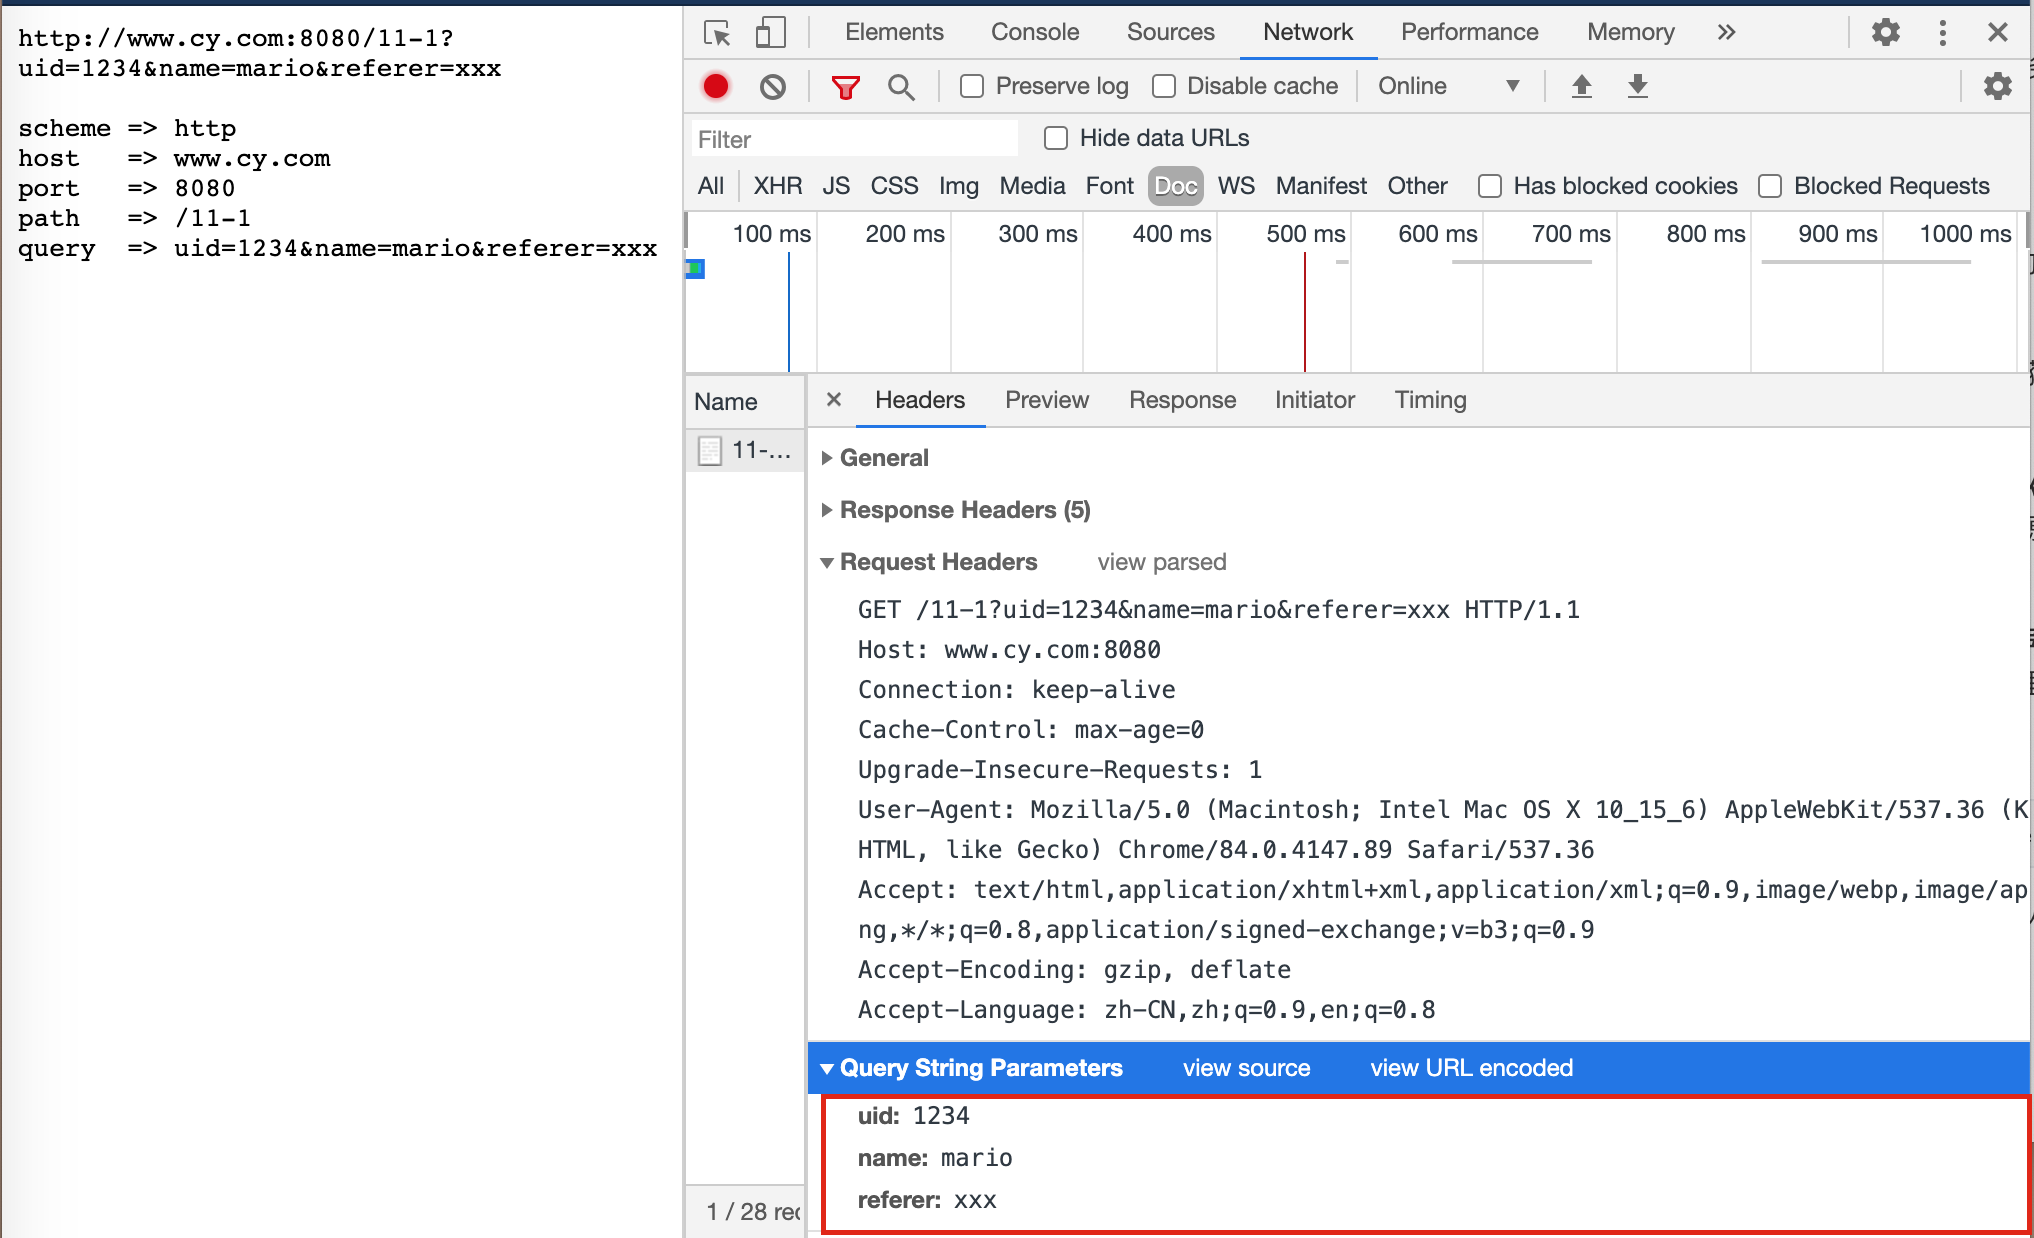 http://www.cy.com:8080/11-1?
uid=1234&name=mario&referer=xxx
scheme => http
host => www.cy.com
port => 8080
path => /11-1
query => uid=1234&name=mario&referer=xxx
Elements Console Sources Network Performance Memory »
Preserve log Disable cache Online
Filter Hide data URLs
All XHR JS CSS Img Media Font Doc WS Manifest Other Has blocked cookies Blocked Requests
100 ms 200 ms 300 ms 400 ms 500 ms 600 ms 700 ms 800 ms 900 ms 1000 ms
Name
11-...
1 / 28
Headers Preview Response Initiator Timing
General
Response Headers (5)
Request Headers view parsed
GET /11-1?uid=1234&name=mario&referer=xxx HTTP/1.1
Host: www.cy.com:8080
Connection: keep-alive
Cache-Control: max-age=0
Upgrade-Insecure-Requests: 1
User-Agent: Mozilla/5.0 (Macintosh; Intel Mac OS X 10_15_6) AppleWebKit/537.36 (K
HTML, like Gecko) Chrome/84.0.4147.89 Safari/537.36
Accept: text/html,application/xhtml+xml,application/xml;q=0.9,image/webp,image/ap
ng,*/*;q=0.8,application/signed-exchange;v=b3;q=0.9
Accept-Encoding: gzip, deflate
Accept-Language: zh-CN,zh;q=0.9,en;q=0.8
Query String Parameters view source view URL encoded
uid: 1234
name: mario
referer: xxx